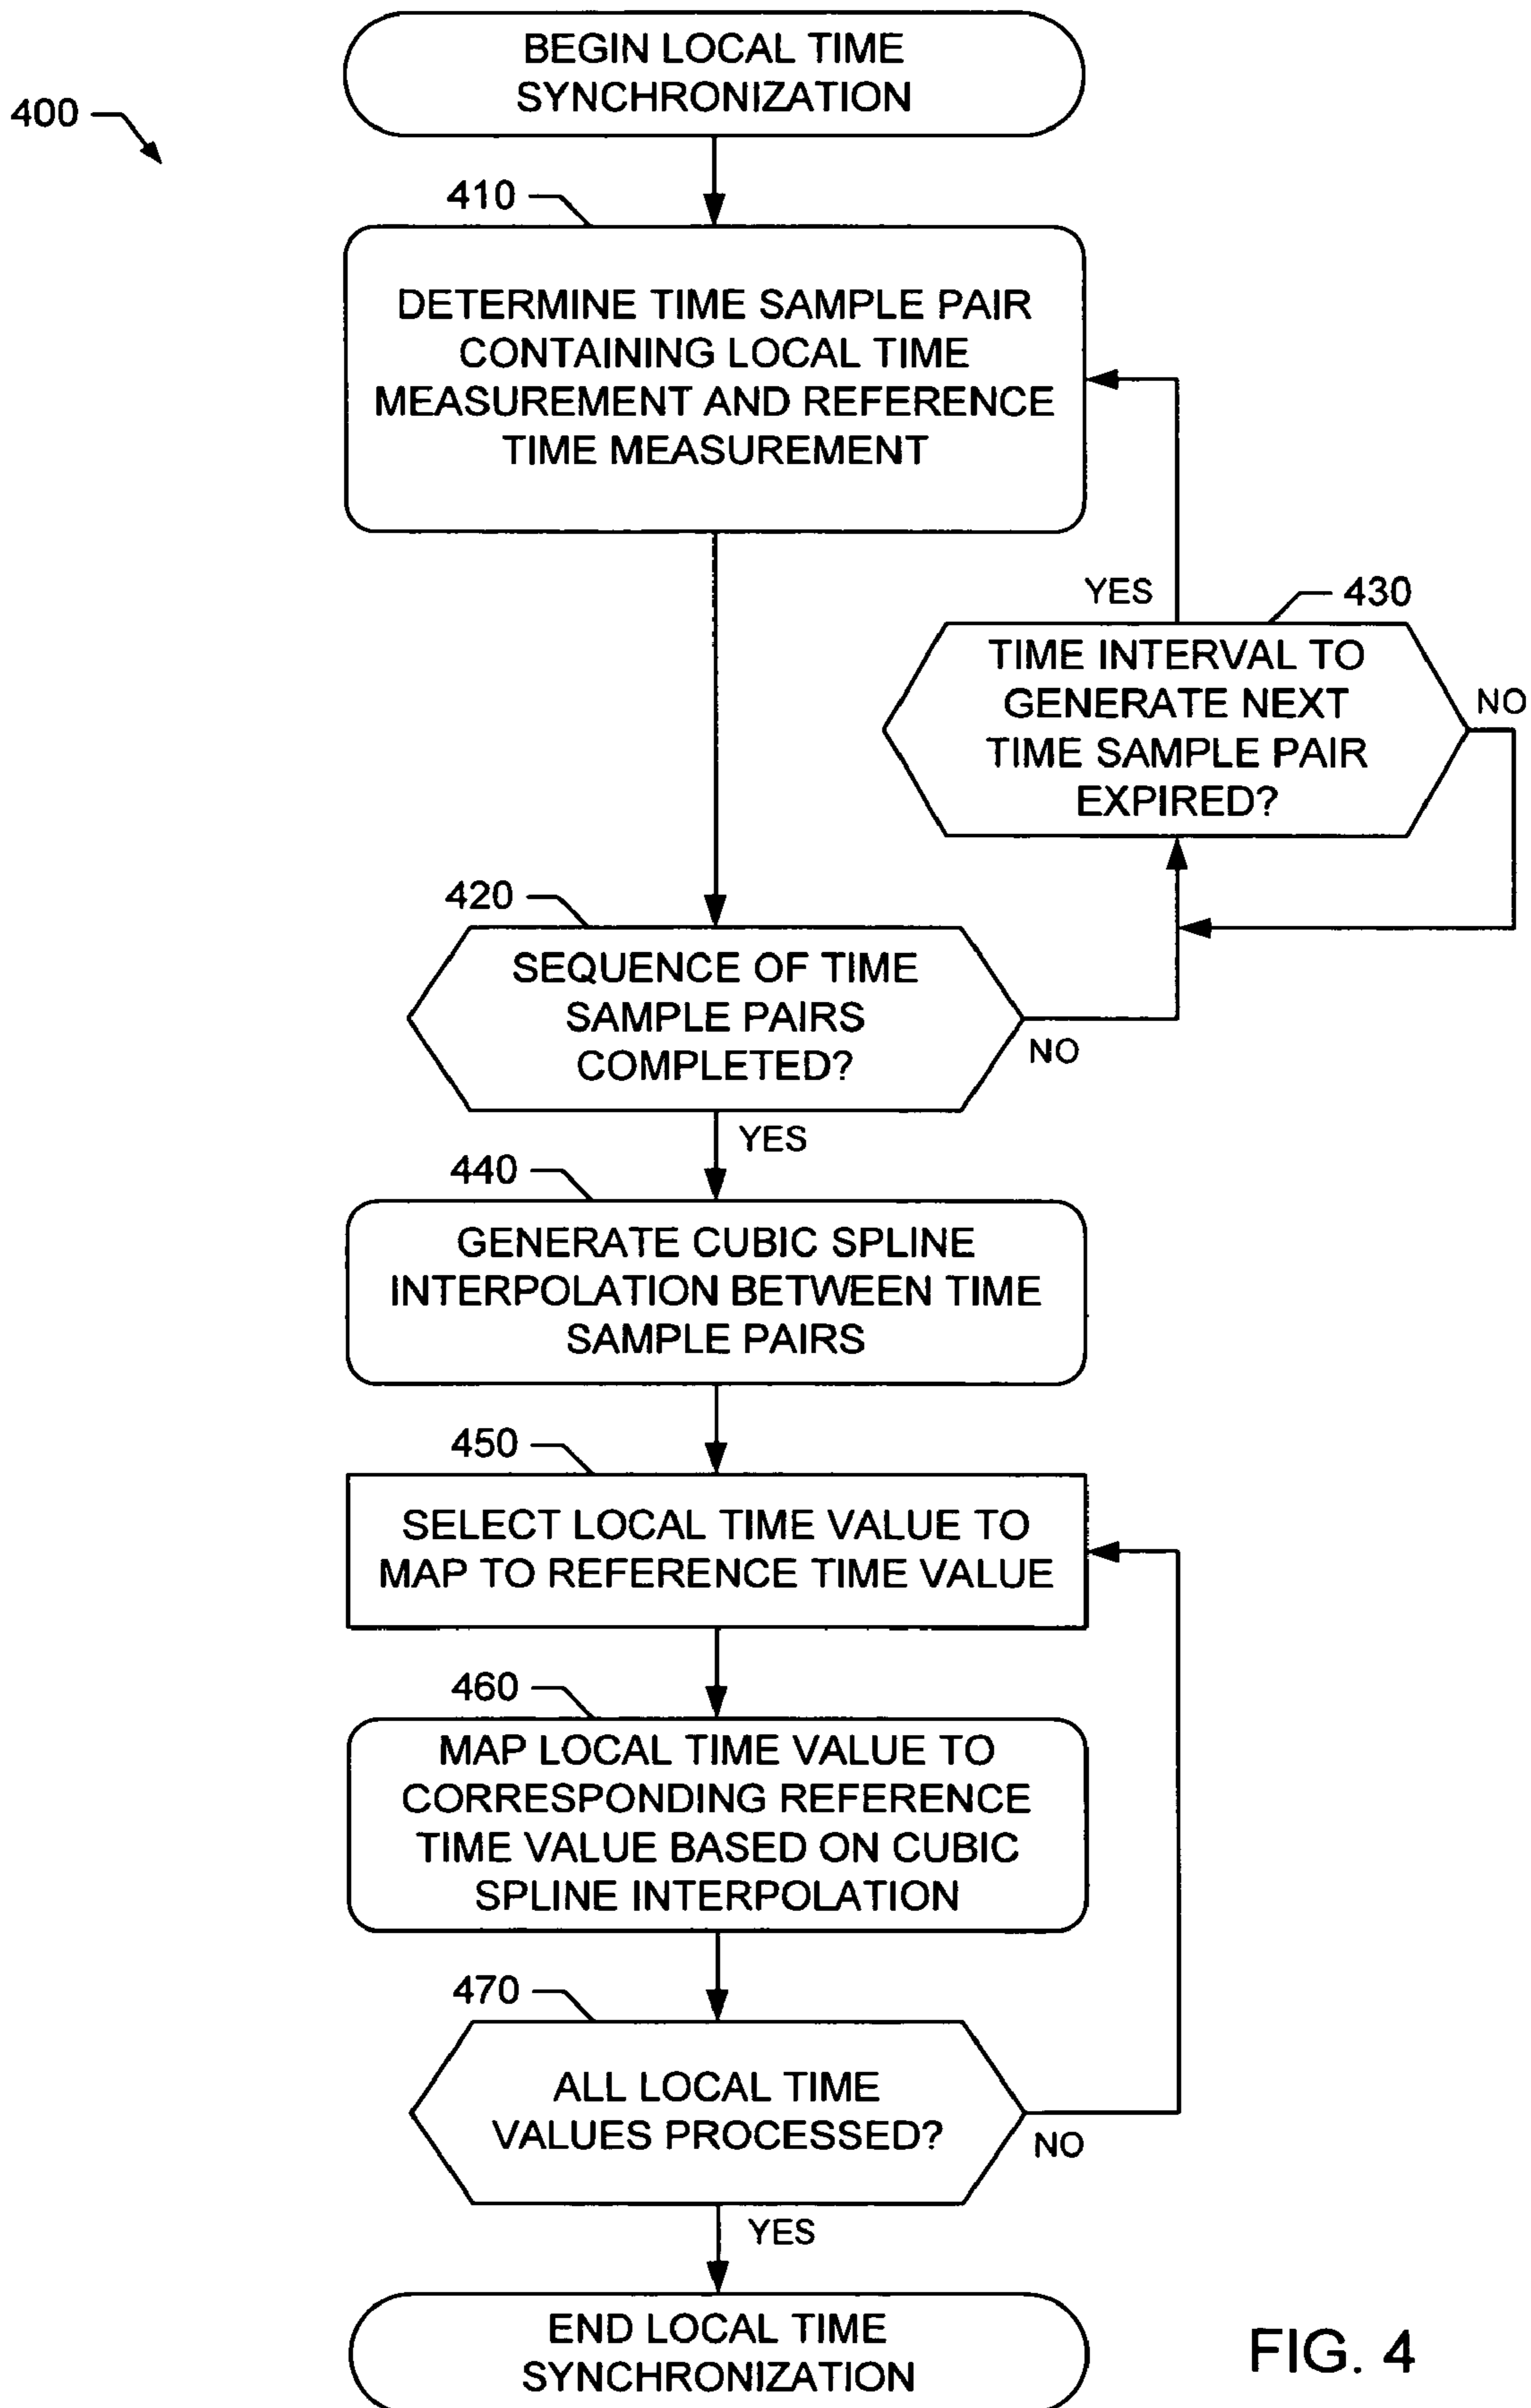 BEGIN LOCAL TIME
SYNCHRONIZATION
400
410
DETERMINE TIME SAMPLE PAIR
CONTAINING LOCAL TIME
MEASUREMENT AND REFERENCE
TIME MEASUREMENT
YES
430
TIME INTERVAL TO
GENERATE NEXT
TIME SAMPLE PAIR
EXPIRED?
NO
420
SEQUENCE OF TIME
SAMPLE PAIRS
COMPLETED?
NO
YES
440
GENERATE CUBIC SPLINE
INTERPOLATION BETWEEN TIME
SAMPLE PAIRS
450
SELECT LOCAL TIME VALUE TO
MAP TO REFERENCE TIME VALUE
460
MAP LOCAL TIME VALUE TO
CORRESPONDING REFERENCE
TIME VALUE BASED ON CUBIC
SPLINE INTERPOLATION
470
ALL LOCAL TIME
VALUES PROCESSED?
NO
YES
END LOCAL TIME
SYNCHRONIZATION
FIG. 4